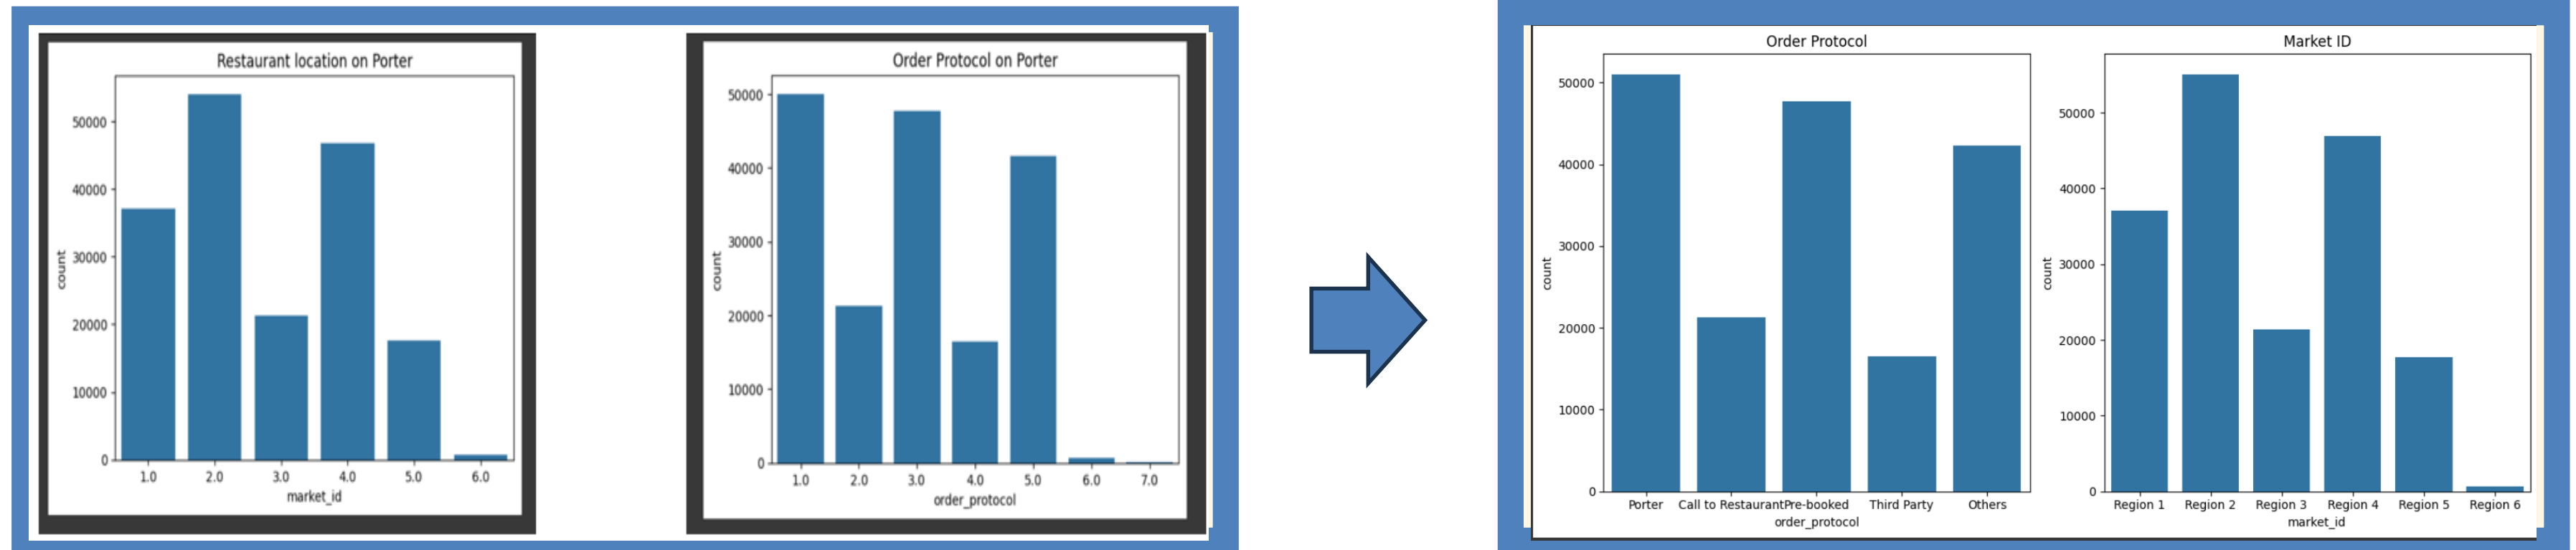 Restaurant location on Porter
50000
40000
30000
20000
10000
0
count
1.0 2.0 3.0 4.0 5.0 6.0
market_id
Order Protocol on Porter
50000
40000
30000
20000
10000
0
count
1.0 2.0 3.0 4.0 5.0 6.0 7.0
order_protocol
Order Protocol
50000
40000
30000
20000
10000
0
count
Porter Call to Restaurant Pre-booked Third Party Others
order_protocol
Market ID
50000
40000
30000
20000
10000
0
count
Region 1 Region 2 Region 3 Region 4 Region 5 Region 6
market_id